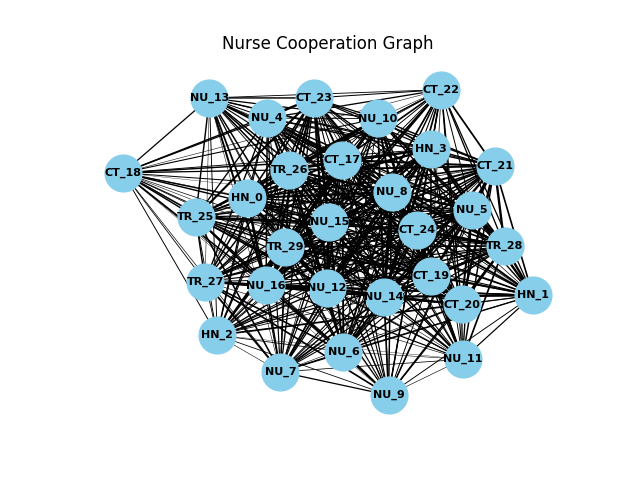 Nurse Cooperation Graph
CT_22
NU_13
CT_23
NU_4
NU_10
HN_3
CT_17
CT_21
TR_26
CT_18
NU_8
HN_0
NU_5
TR_25
NU_15
CT_24
TR_29
TR_28
CT_19
TR_27
NU_16
NU_12
HN_1
NU_14
CT_20
HN_2
NU_6
NU_11
NU_7
NU_9